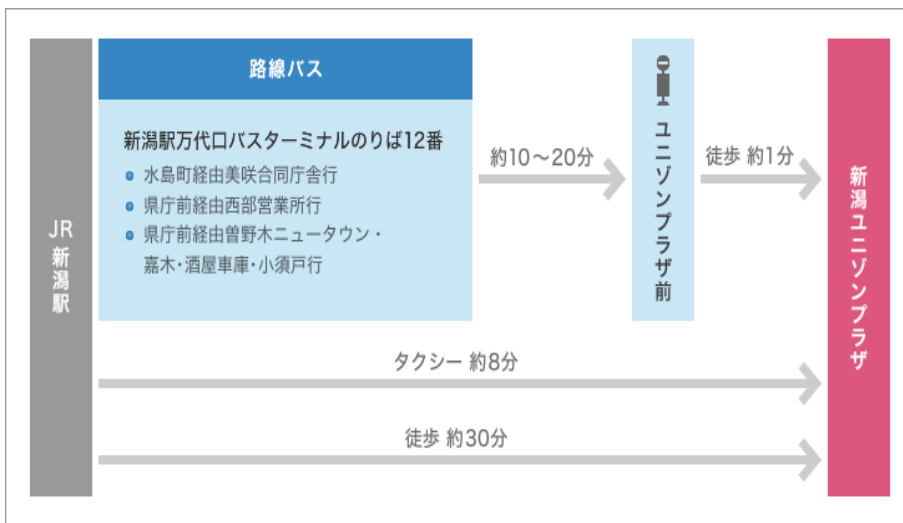 JR新潟駅
路線バス
新潟駅万代口バスターミナルのりば12番
水島町経由美咲合同庁舎行
県庁前経由西部営業所行
県庁前経由曽野木ニュータウン・
嘉木・酒屋車庫・小須戸行
約10〜20分
ユニゾンプラザ前
徒歩 約1分
新潟ユニゾンプラザ
タクシー 約8分
徒歩 約30分